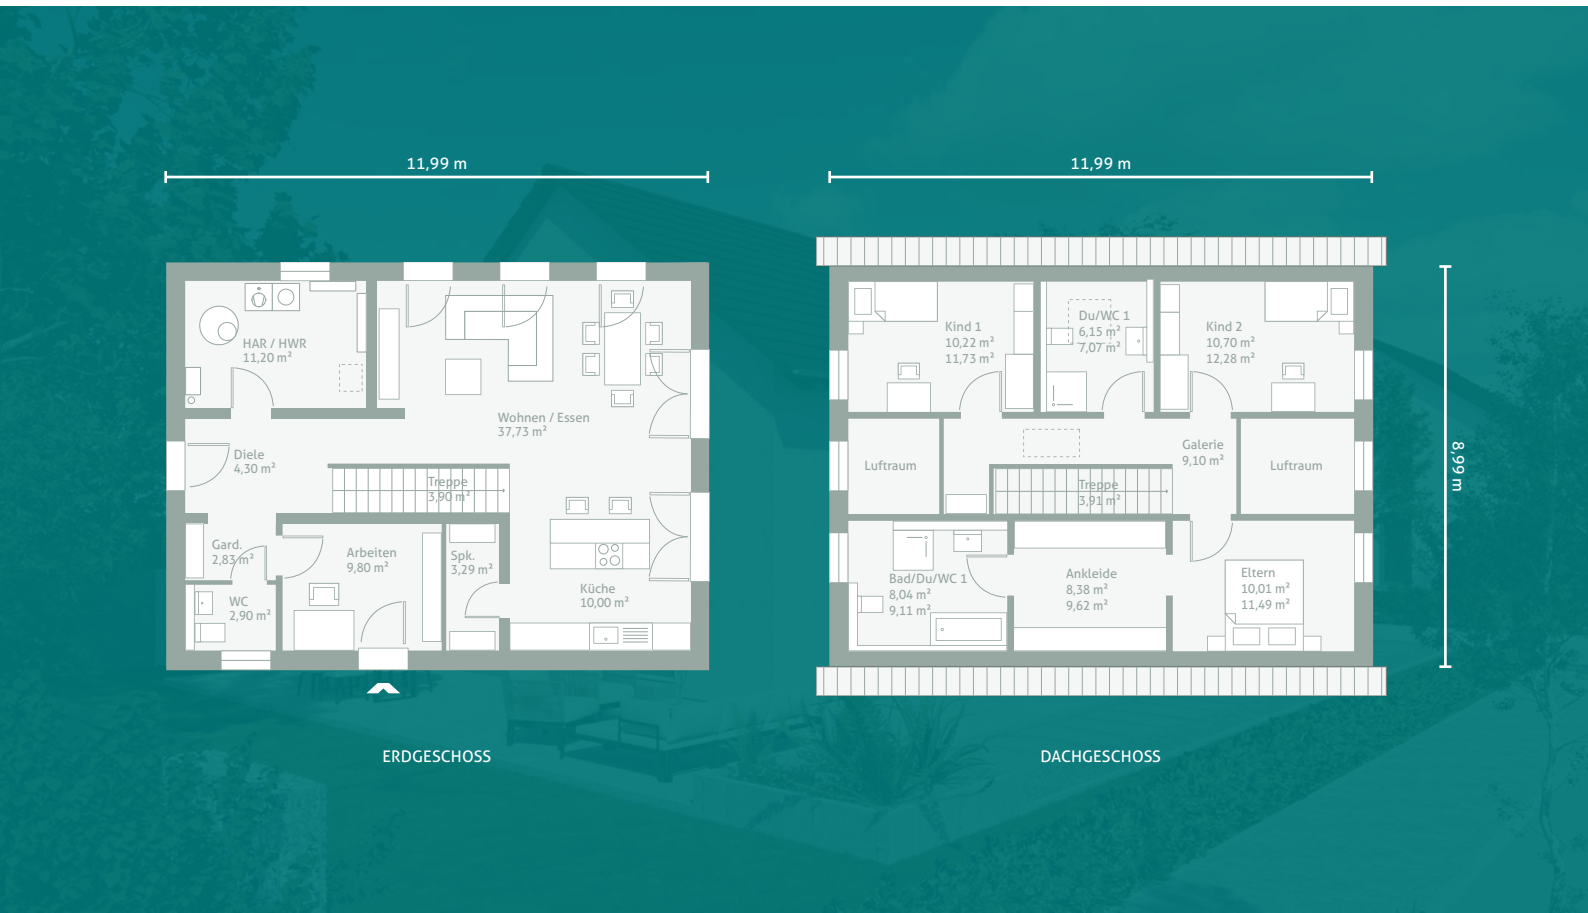 11,99 m
11,99 m
HAR / HWR
11,20 m²
Wohnen / Essen
37,73 m²
Diele
4,30 m²
Treppe
3,90 m²
Gard.
2,83 m²
Arbeiten
9,80 m²
Spk.
3,29 m²
WC
2,90 m²
Küche
10,00 m²
ERDGESCHOSS
Kind 1
10,22 m²
11,73 m²
Du/WC 1
6,15 m²
7,07 m²
Kind 2
10,70 m²
12,28 m²
Luftraum
Galerie
9,10 m²
Luftraum
Treppe
3,91 m²
Bad/Du/WC 1
8,04 m²
9,11 m²
Ankleide
8,38 m²
9,62 m²
Eltern
10,01 m²
11,49 m²
8,99 m
DACHGESCHOSS